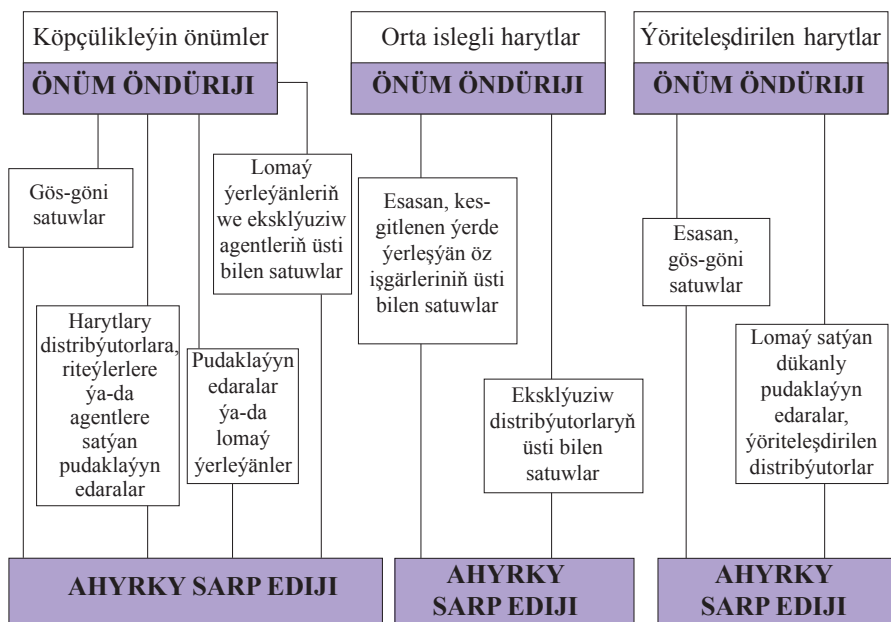 Köpçülikleýin önümler
ÖNÜM ÖNDÜRIJI
Gös-göni
satuwlar
Harytlary
distribýutorlara,
riteýlerlere
ýa-da
agentlere
satýan
pudaklaýyn
edaralar
Pudaklaýyn
edaralar
ýa-da
lomaý
ýerleýänler
Lomaý
ýerleýänleriň
we eksklýuziw
agentleriň üsti
bilen satuwlar
AHYRKY SARP EDIJI
Orta islegli harytlar
ÖNÜM ÖNDÜRIJI
Esasan, kes-
gitlenen ýerde
ýerleşýän öz
işgärleriniň üsti
bilen satuwlar
Eksklýuziw
distribýutorlaryň
üsti bilen
satuwlar
AHYRKY
SARP EDIJI
Ýöriteleşdirilen harytlar
ÖNÜM ÖNDÜRIJI
Esasan,
gös-göni
satuwlar
Lomaý satýan
dükanly
pudaklaýyn
edaralar,
ýöriteleşdirilen
distribýutorlar
AHYRKY
SARP EDIJI